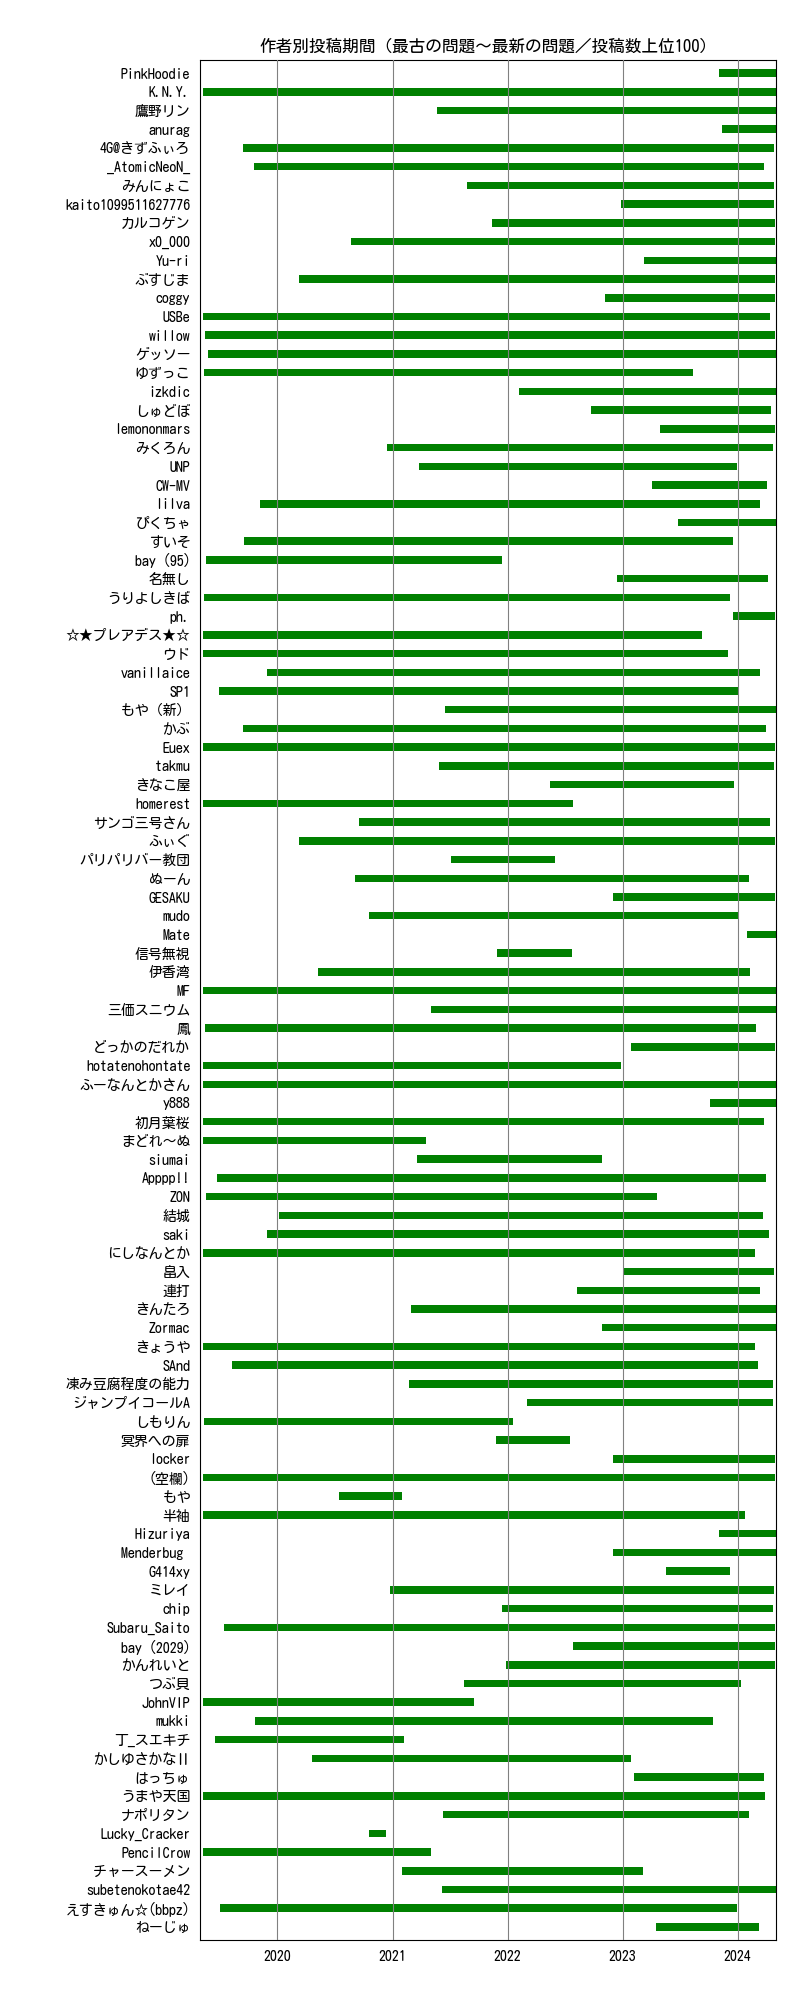 作者別投稿期間（最古の問題～最新の問題／投稿数上位100）
PinkHoodie
K.N.Y.
鷹野リン
anurag
4G@きずふぃろ
_AtomicNeoN_
みんにょこ
kaito1099511627776
カルコゲン
x0_000
Yu-ri
ぶすじま
coggy
USBe
willow
ゲッソー
ゆずっこ
izkdic
しゅどぼ
lemononmars
みくろん
UNP
CW-MV
lilva
ぴくちゃ
すいそ
bay (95)
名無し
うりよしきば
ph.
☆★プレアデス★☆
ウド
vanillaice
SP1
もや（新）
かぶ
Euex
takmu
きなこ屋
homerest
サンゴ三号さん
ふぃぐ
パリパリバー教団
ぬーん
GESAKU
mudo
Mate
信号無視
伊香湾
MF
三価スニウム
鳳
どっかのだれか
hotatenohontate
ふーなんとかさん
y888
初月葉桜
まどれ～ぬ
siumai
Appppll
ZON
結城
saki
にしなんとか
畠入
連打
きんたろ
Zormac
きょうや
SAnd
凍み豆腐程度の能力
ジャンプイコールA
しもりん
冥界への扉
locker
(空欄)
もや
半袖
Hizuriya
Menderbug
G414xy
ミレイ
chip
Subaru_Saito
bay (2029)
かんれいと
つぶ貝
JohnVIP
mukki
丁_スエキチ
かしゆさかなII
はっちゅ
うまや天国
ナポリタン
Lucky_Cracker
PencilCrow
チャースーメン
subetenokotae42
えすきゅん☆(bbpz)
ねーじゅ
2020 2021 2022 2023 2024